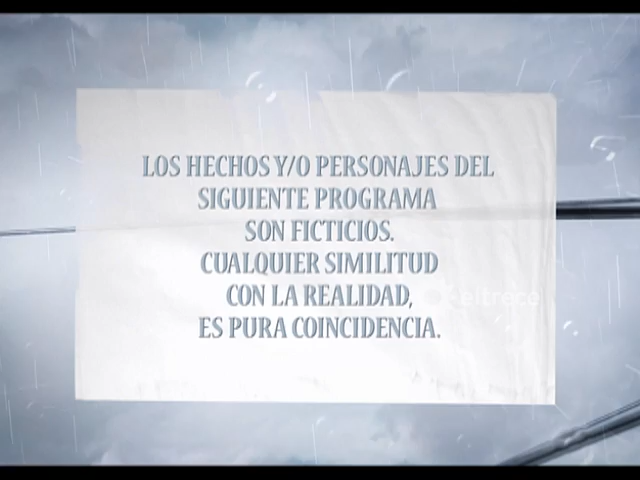 LOS HECHOS Y/O PERSONAJES DEL
SIGUIENTE PROGRAMA
SON FICTICIOS.
CUALQUIER SIMILITUD
CON LA REALIDAD,
eltrece
ES PURA COINCIDENCIA.